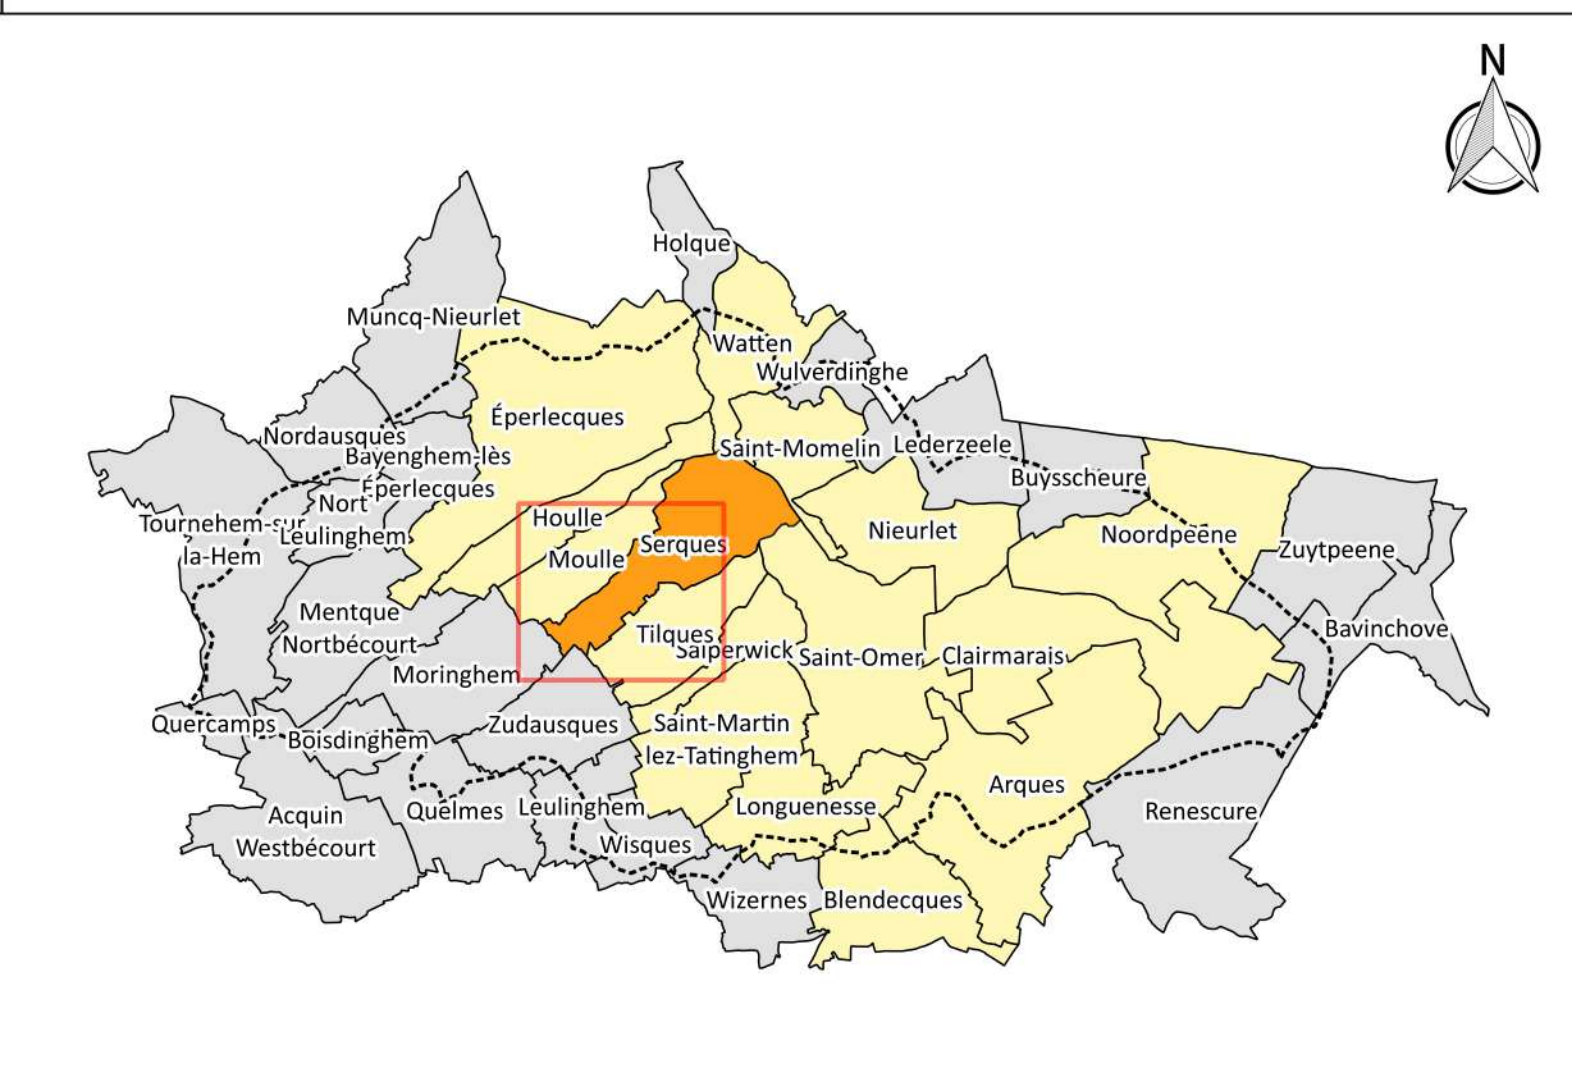 N
Holque
Muncq-Nieurlet
Watten
Wulverdinghe
Éperlecques
Nordausques
Bayenghem-lès
Éperlecques
Saint-Momelin
Lederzeele
Buysscheure
Nort
Leulinghem
Tournehem-sur
la-Hem
Houlle
Moulle
Serques
Nieurlet
Noordpeene
Zuytpeene
Mentque
Nortbécourt
Tilques
Salperwick
Saint-Omer
Clairmarais
Bavinchove
Moringhem
Quercamps
Boisdinghem
Zudausques
Saint-Martin
lez-Tatinghem
Acquin
Westbécourt
Quelmes
Leulinghem
Longuenesse
Arques
Renescure
Wisques
Wizernes
Blendecques